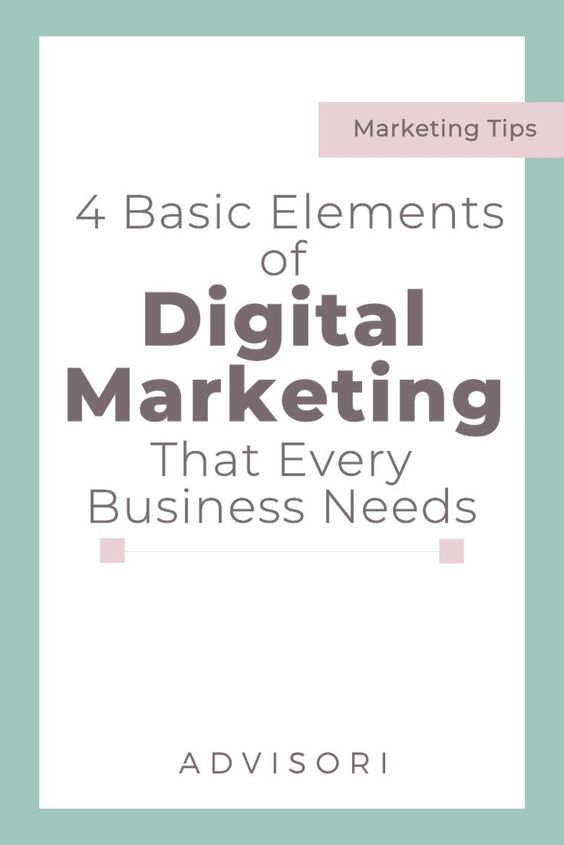 Marketing Tips
4 Basic Elements
of
Digital
Marketing
That Every
Business Needs
ADVISORI